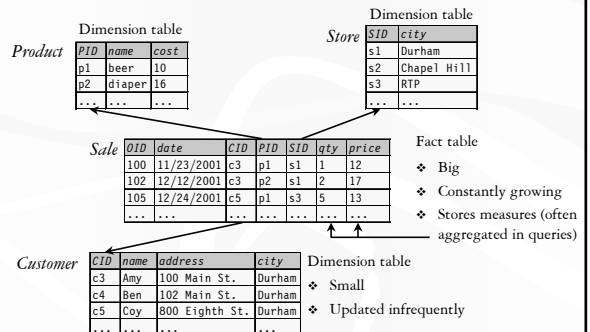 Dimension table
Product
PID name cost
p1 beer 10
p2 diaper 16
... ... ...
Dimension table
Store
SID city
s1 Durham
s2 Chapel Hill
s3 RTP
... ...
Sale
OID date CID PID SID qty price
100 11/23/2001 c3 p1 s1 1 12
102 12/12/2001 c3 p2 s1 2 17
105 12/24/2001 c5 p1 s3 5 13
... ... ... ... ... ... ...
Fact table
❖ Big
❖ Constantly growing
❖ Stores measures (often
aggregated in queries)
Customer
CID name address city
c3 Amy 100 Main St. Durham
c4 Ben 102 Main St. Durham
c5 Coy 800 Eighth St. Durham
... ... ... ...
Dimension table
❖ Small
❖ Updated infrequently